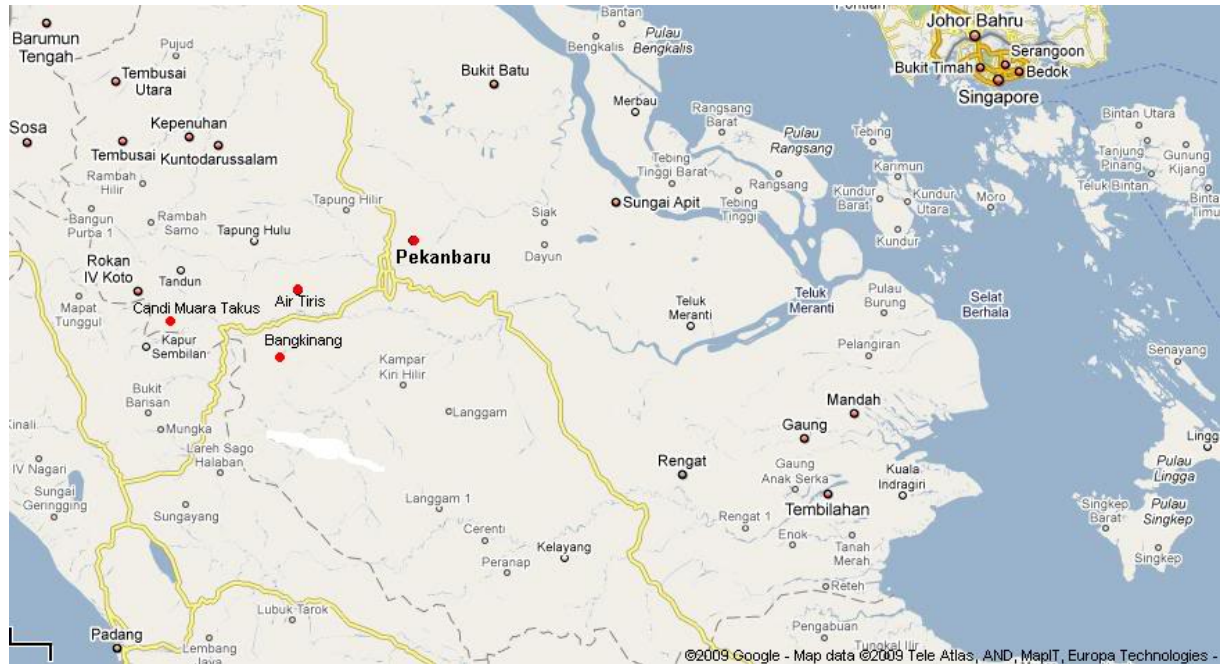 Pontian
Bantan
Johor Bahru
Barumun
Tengah
Pujud
Bengkalis
Pulau
Bengkalis
Serangoon
Bukit Timah
Bedok
Singapore
Tembusai
Utara
Bukit Batu
Merbau
Rangsang
Barat
Pulau
Rangsang
Tebing
Bintan Utara
Sosa
Kepenuhan
Tembusai
Kuntodarussalam
Tanjung
Pinang
Gunung
Kijang
Rambah
Hilir
Tebing
Tinggi Barat
Rangsang
Karimun
Teluk Bintan
Kundur
Barat
Kundur
Utara
Moro
Tebing
Tinggi
Bangun
Purba 1
Rambah
Samo
Tapung Hilir
Siak
Sungai Apit
Bintan
Timu
Tapung Hulu
Pekanbaru
Dayun
Kundur
Rokan
IV Koto
Tandun
Mapat
Tunggul
Candi Muara Takus
Air Tiris
Teluk
Meranti
Teluk
Meranti
Pulau
Burung
Selat
Berhala
Kapur
Sembilan
Bangkinang
Kampar
Kiri Hilir
Pelangiran
Senayang
Bukit
Barisan
Langgam
Mandah
Kinali
Mungka
Gaung
Lareh Sago
Halaban
Lingg
IV Nagari
Rengat
Gaung
Anak Serka
Kuala
Indragiri
Pulau
Lingga
Sungai
Geringging
Sungayang
Langgam 1
Tembilahan
Singkep
Barat
Pulau
Singkep
Rengat 1
Cerenti
Enok
Tanah
Merah
Kelayang
Peranap
Singkep
Reteh
Lubuk Tarok
Padang
Lembang
Jaya
Pengabuan
Tungkal Ilir
©2009 Google - Map data ©2009 Tele Atlas, AND, MapIT, Europa Technologies -